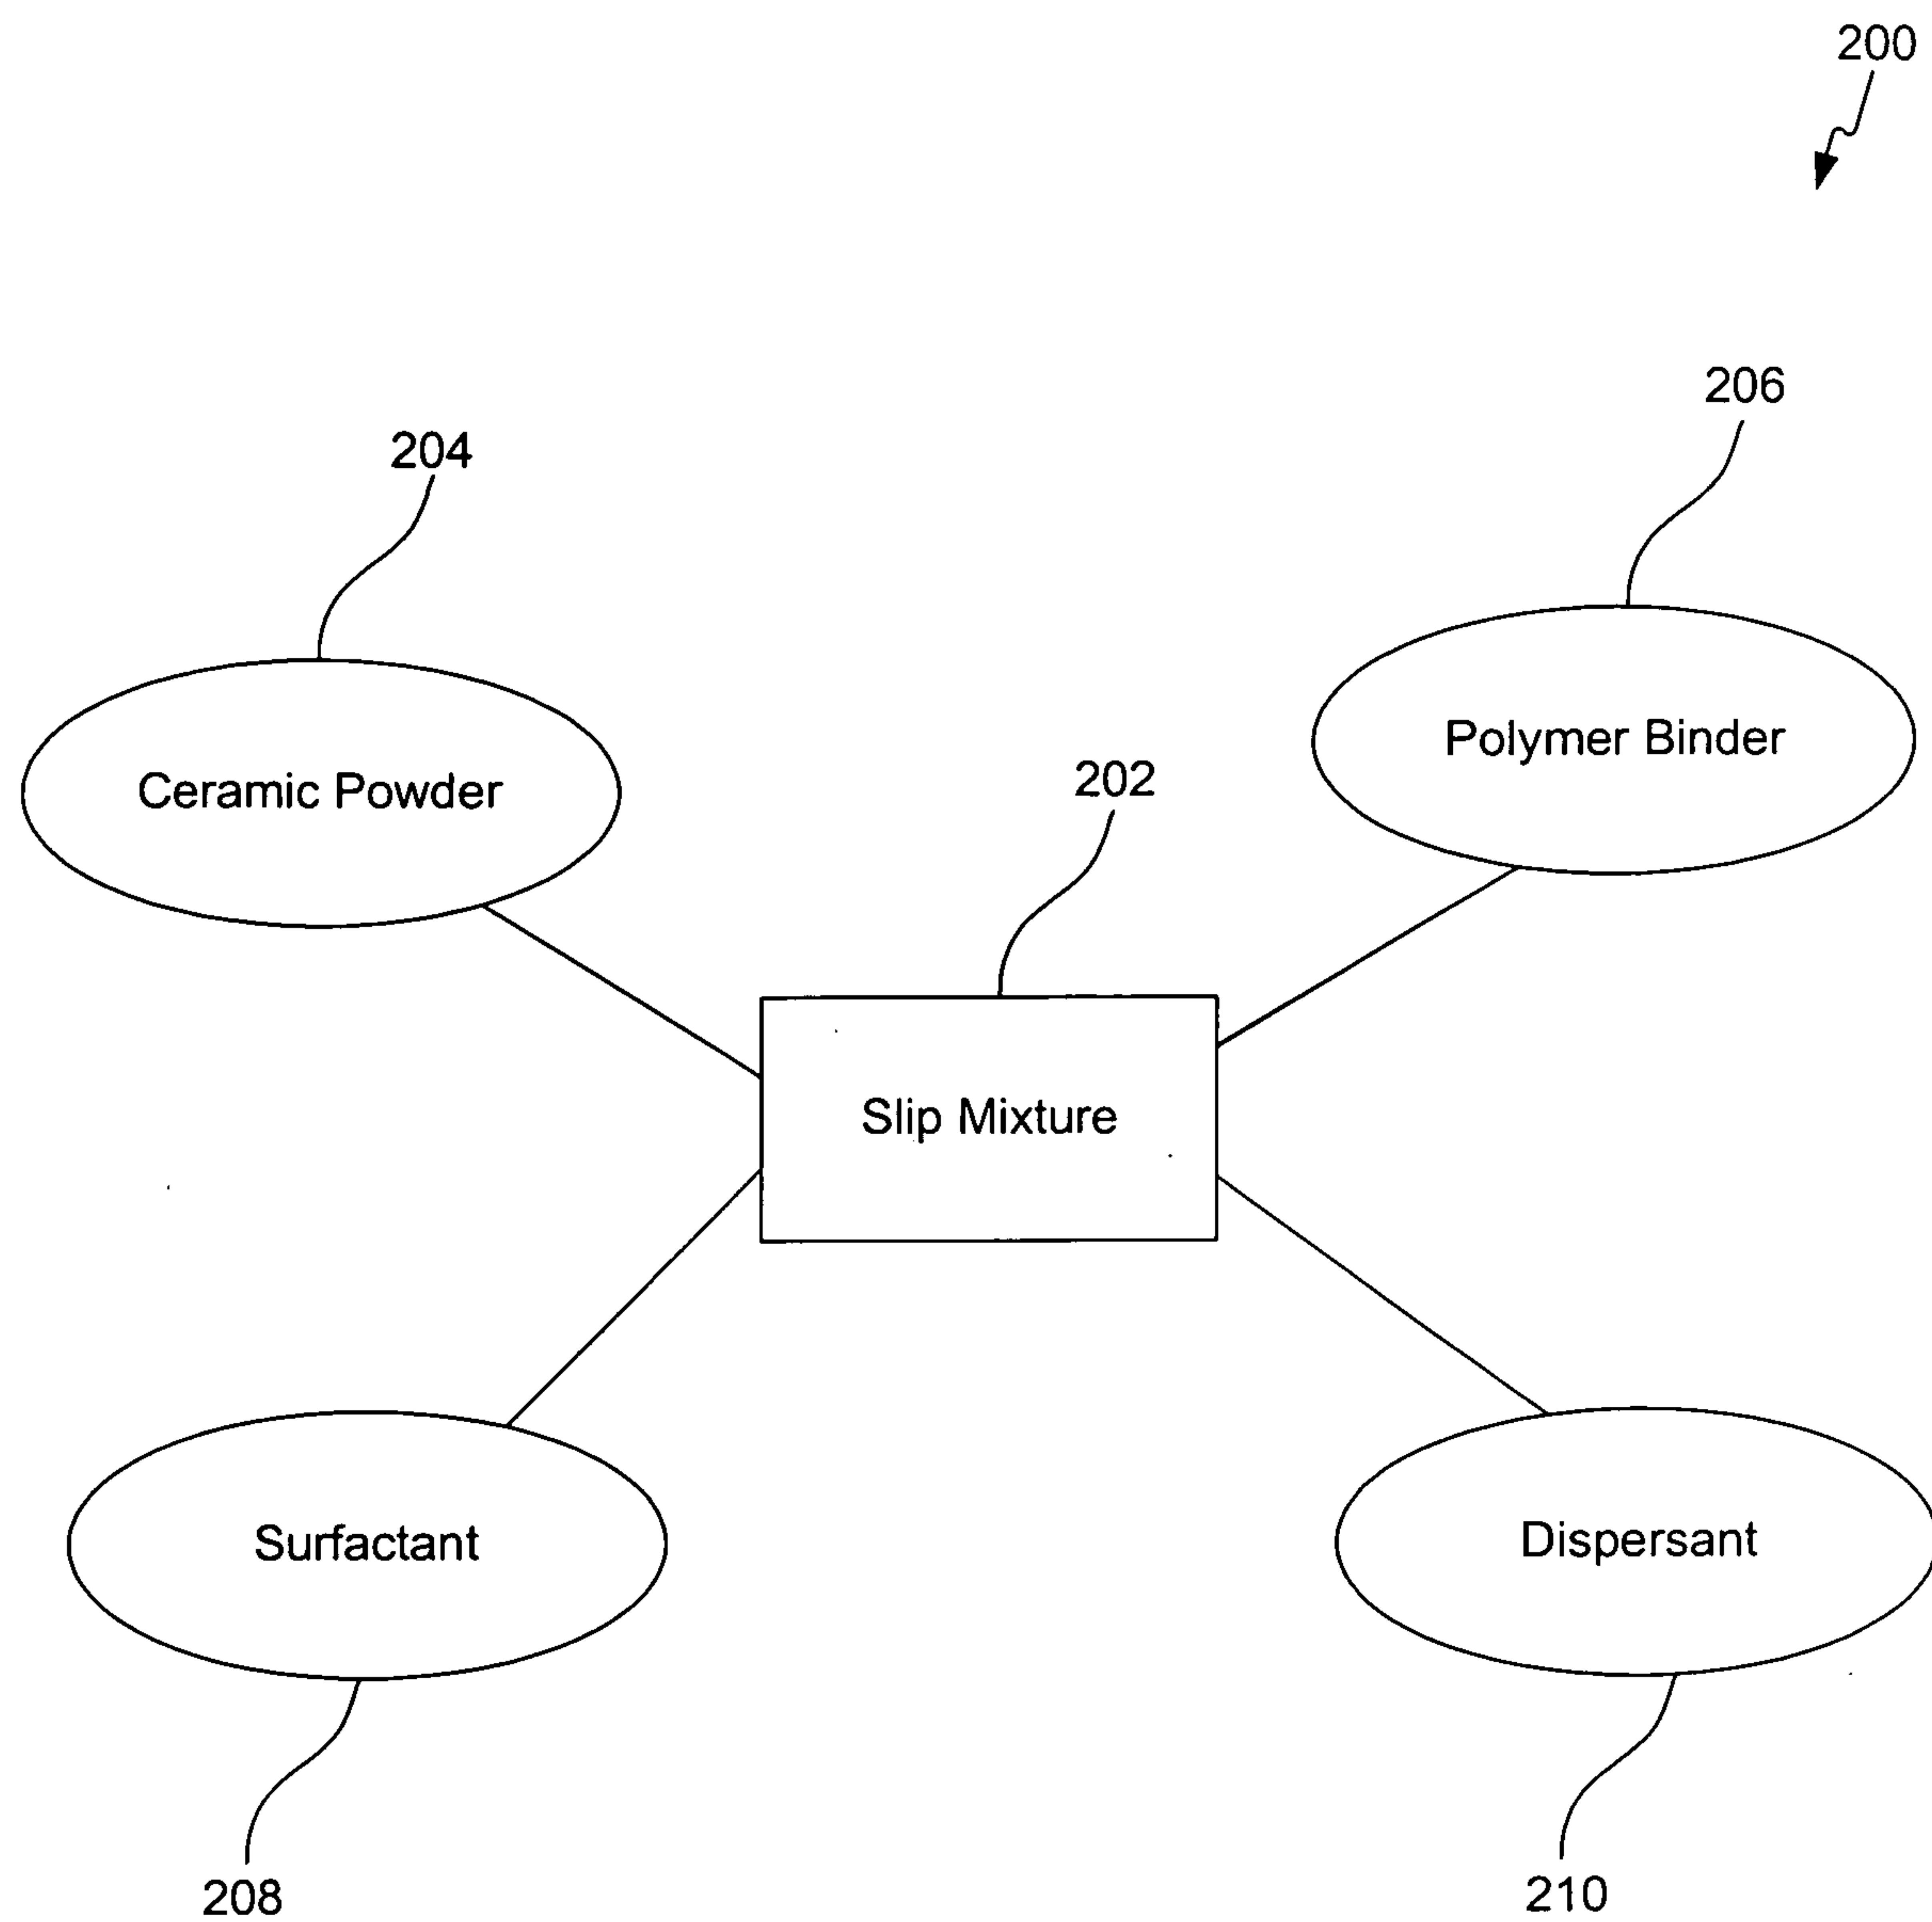 200
206
204
Polymer Binder
202
Ceramic Powder
Slip Mixture
Surfactant
Dispersant
208
210